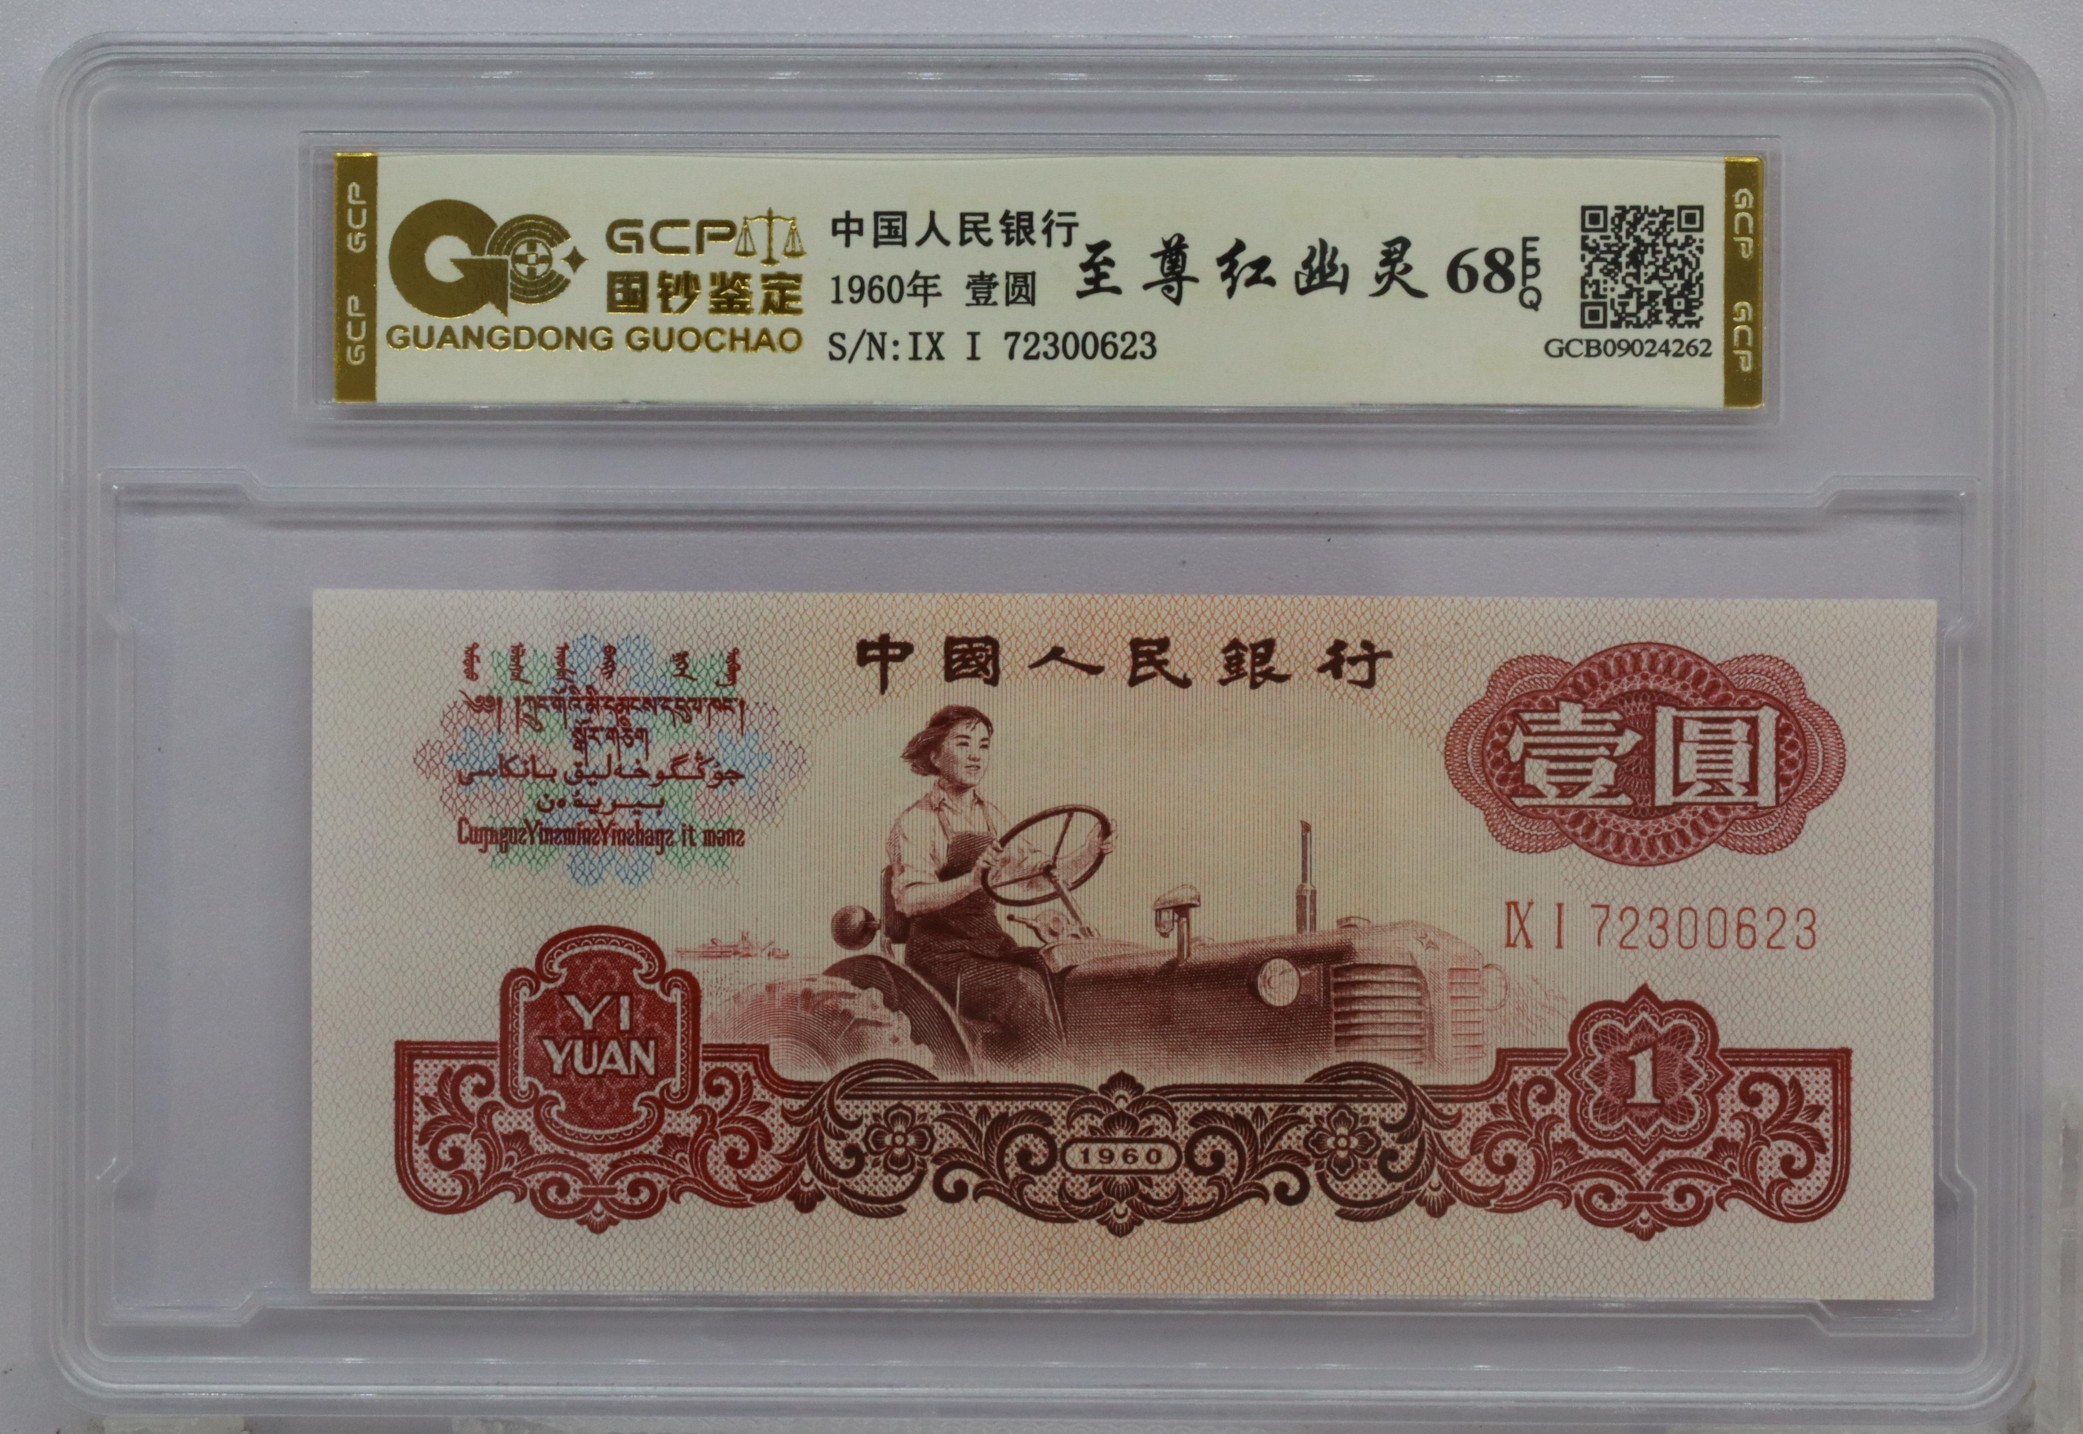 GCP GCP
GCP
国钞鉴定
GUANGDONG GUOCHAO
中国人民银行
1960年 壹圆
S/N:IX I 72300623
至尊红幽灵 68 EPQ
GCB09024262
GCP GCP
中國人民銀行
壹圓
IX I 72300623
YI
YUAN
1960
1